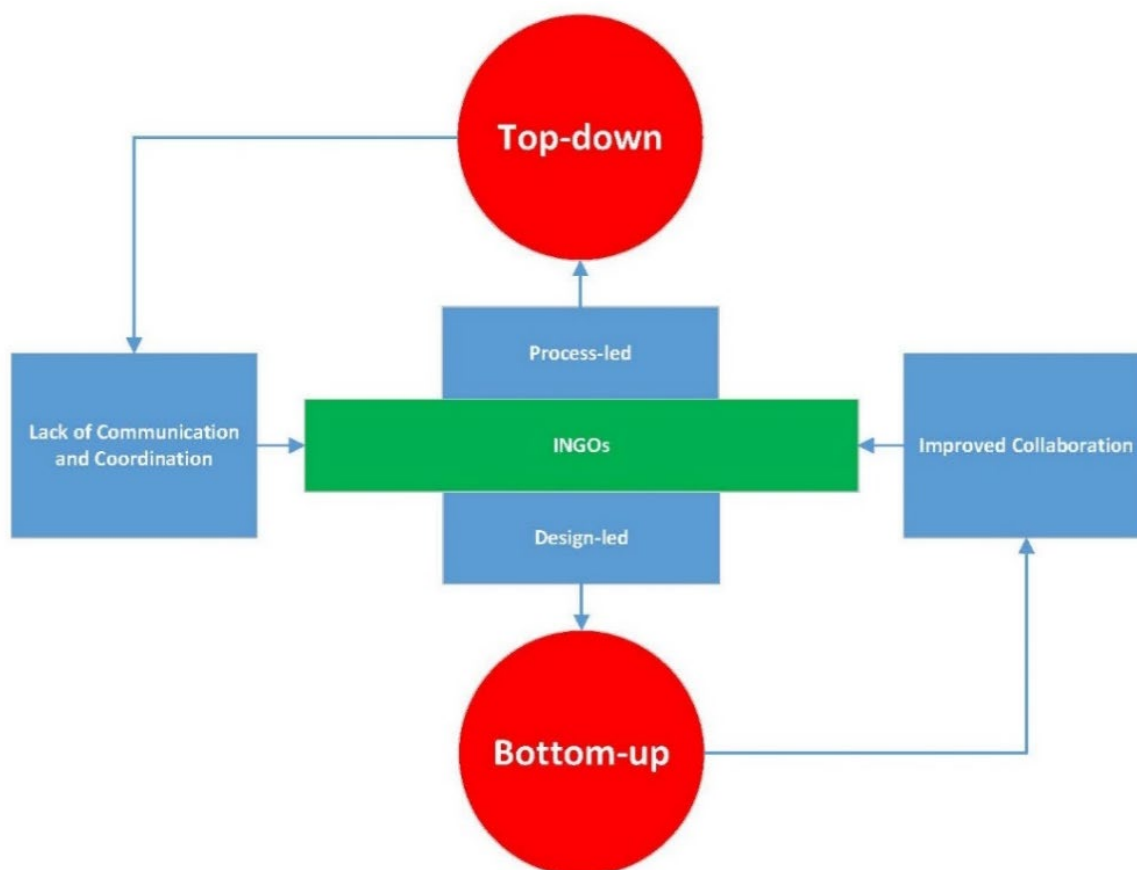 Top-down
Process-led
Lack of Communication
and Coordination
INGOs
Improved Collaboration
Design-led
Bottom-up